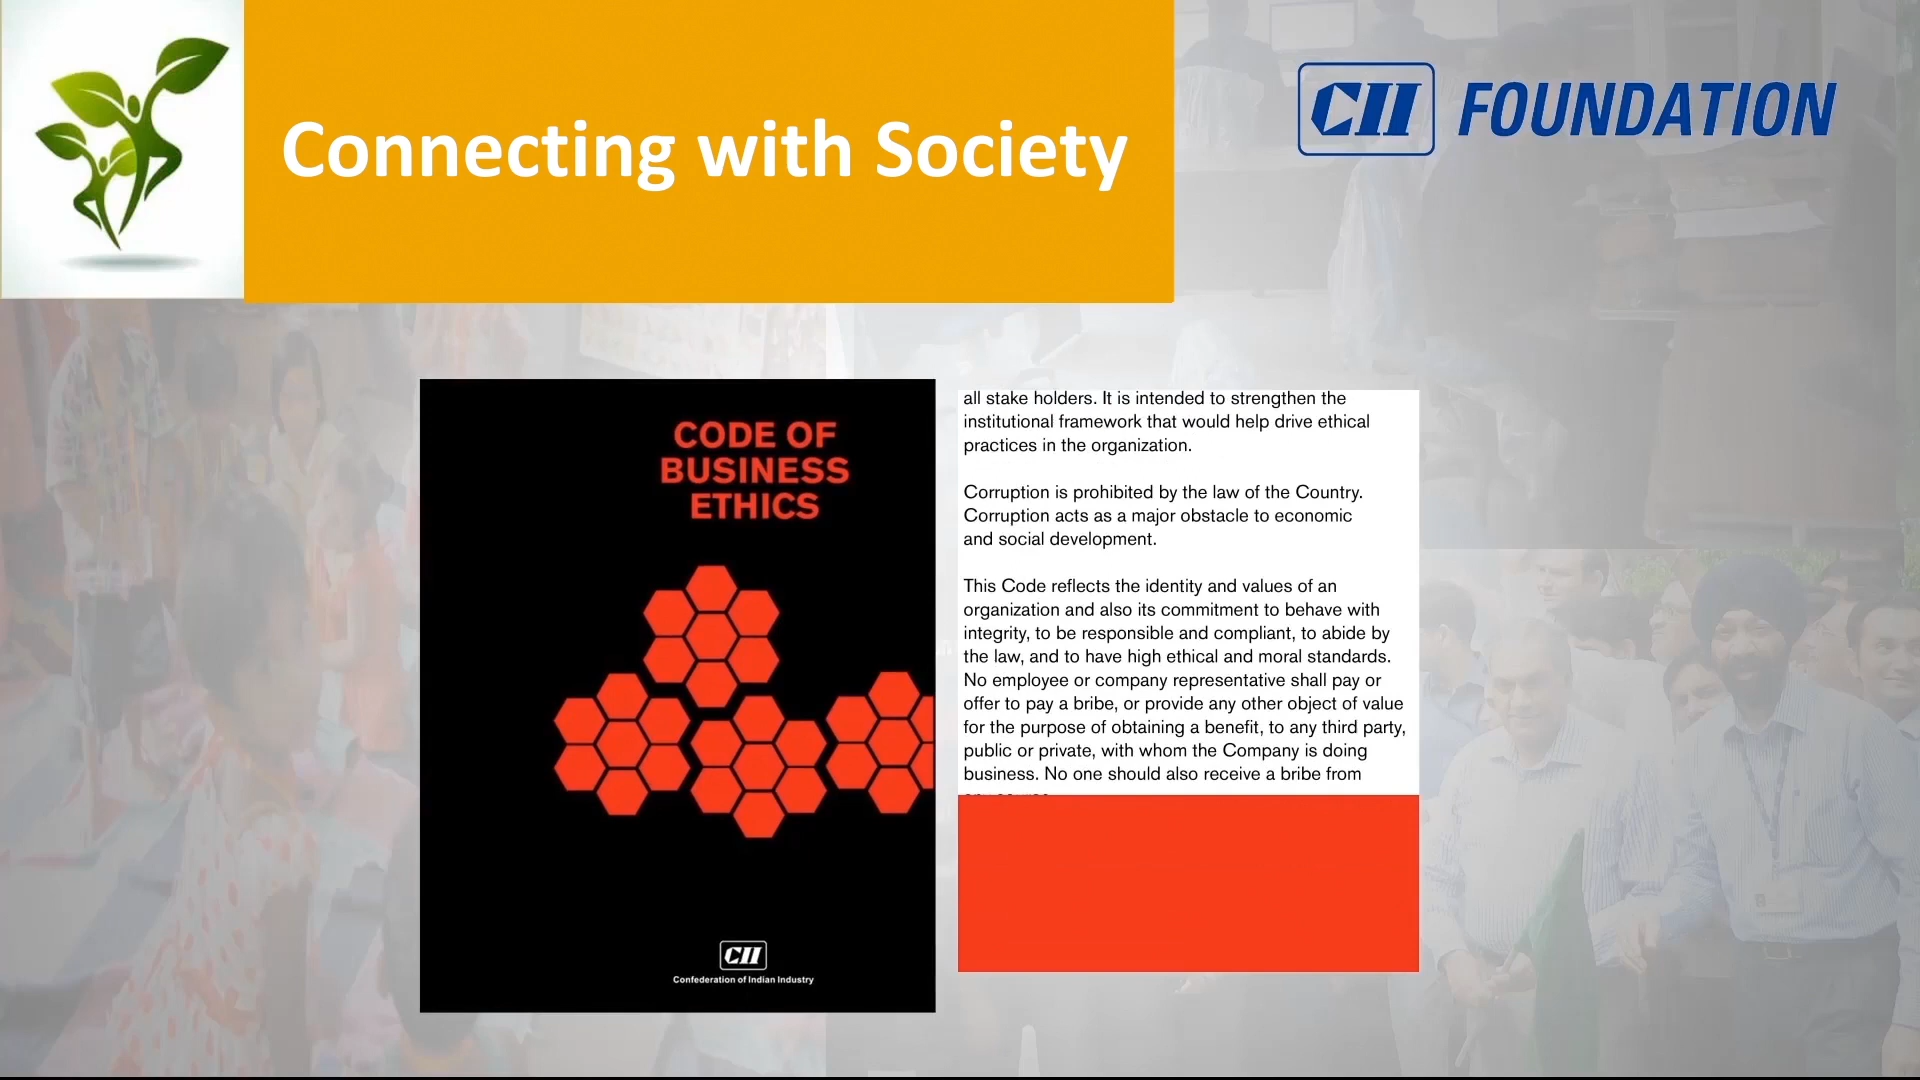 Connecting with Society
CII FOUNDATION
CODE OF
BUSINESS
ETHICS
CII
Confederation of Indian Industry
all stake holders. It is intended to strengthen the
institutional framework that would help drive ethical
practices in the organization.
Corruption is prohibited by the law of the Country.
Corruption acts as a major obstacle to economic
and social development.
This Code reflects the identity and values of an
organization and also its commitment to behave with
integrity, to be responsible and compliant, to abide by
the law, and to have high ethical and moral standards.
No employee or company representative shall pay or
offer to pay a bribe, or provide any other object of value
for the purpose of obtaining a benefit, to any third party,
public or private, with whom the Company is doing
business. No one should also receive a bribe from